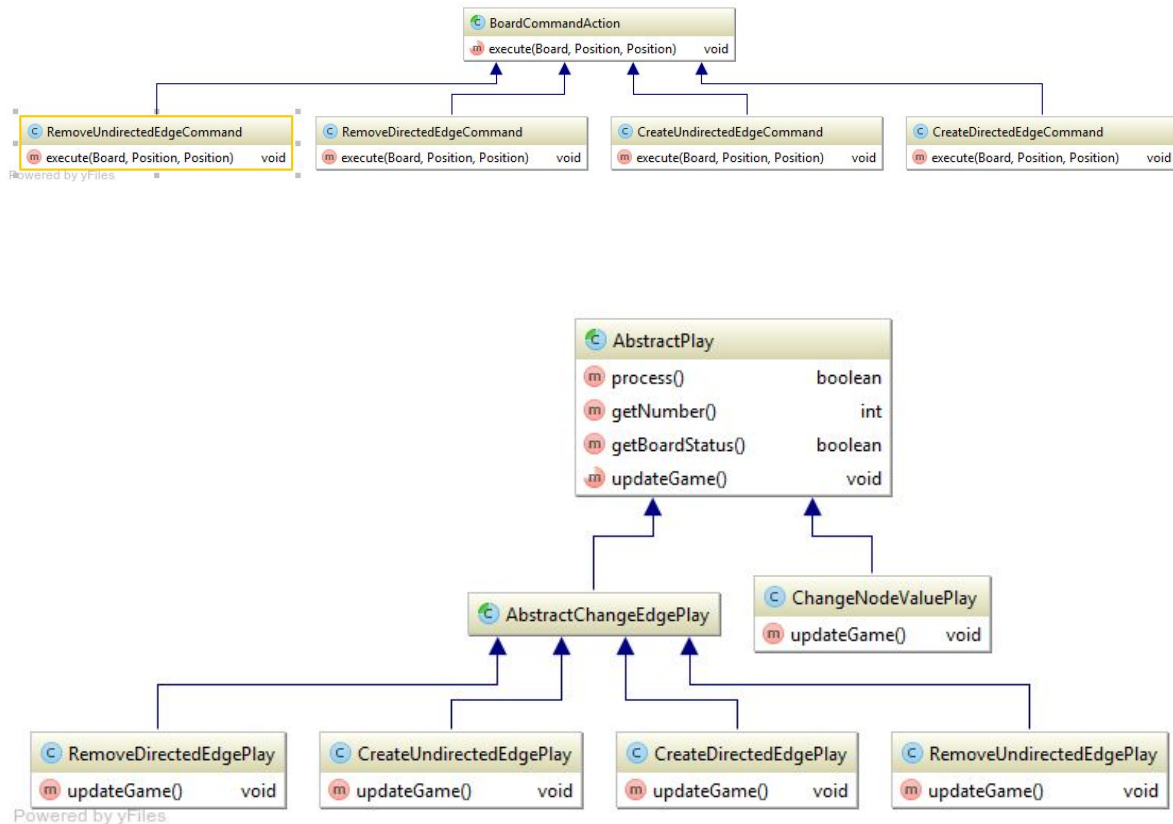 BoardCommandAction
execute(Board, Position, Position) void
RemoveUndirectedEdgeCommand
execute(Board, Position, Position) void
RemoveDirectedEdgeCommand
execute(Board, Position, Position) void
CreateUndirectedEdgeCommand
execute(Board, Position, Position) void
CreateDirectedEdgeCommand
execute(Board, Position, Position) void
Powered by yFiles
AbstractPlay
process() boolean
getNumber() int
getBoardStatus() boolean
updateGame() void
AbstractChangeEdgePlay
ChangeNodeValuePlay
updateGame() void
RemoveDirectedEdgePlay
updateGame() void
CreateUndirectedEdgePlay
updateGame() void
CreateDirectedEdgePlay
updateGame() void
RemoveUndirectedEdgePlay
updateGame() void
Powered by yFiles